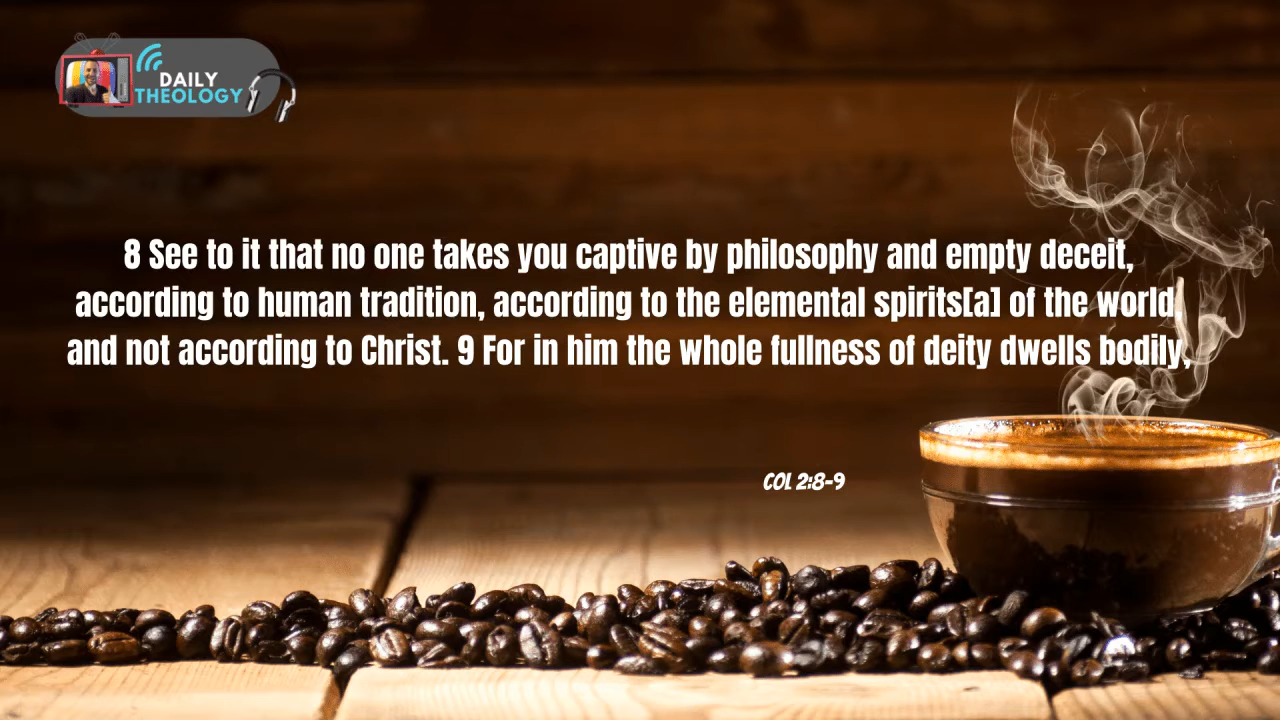 DAILY
THEOLOGY
8 See to it that no one takes you captive by philosophy and empty deceit,
according to human tradition, according to the elemental spirits[a] of the world,
and not according to Christ. 9 For in him the whole fullness of deity dwells bodily,
COL 2:8-9